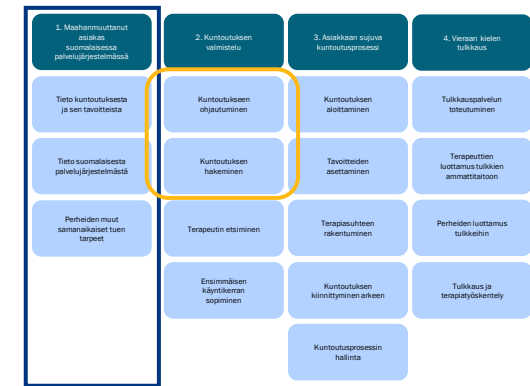 1. Maahanmuuttanut
asiakas
suomalaisessa
palvelujärjestelmässä
Tieto kuntoutuksesta
ja sen tavoitteista
Tieto suomalaisesta
palvelujärjestelmästä
Perheiden muut
samanaikaiset tuen
tarpeet
2. Kuntoutuksen
valmistelu
Kuntoutukseen
ohjautuminen
Kuntoutuksen
hakeminen
Terapeutin etsiminen
Ensimmäisen
käyntikerran
sopiminen
3. Asiakkaan sujuva
kuntoutusprosessi
Kuntoutuksen
aloittaminen
Tavoitteiden
asettaminen
Terapiasuhteen
rakentuminen
Kuntoutuksen
kiinnittyminen arkeen
Kuntoutusprosessin
hallinta
4. Vieraan kielen
tulkkaus
Tulkkauspalvelun
toteutuminen
Terapeuttien
luottamus tulkkien
ammattitaitoon
Perheiden luottamus
tulkkeihin
Tulkkaus ja
terapiatyöskentely